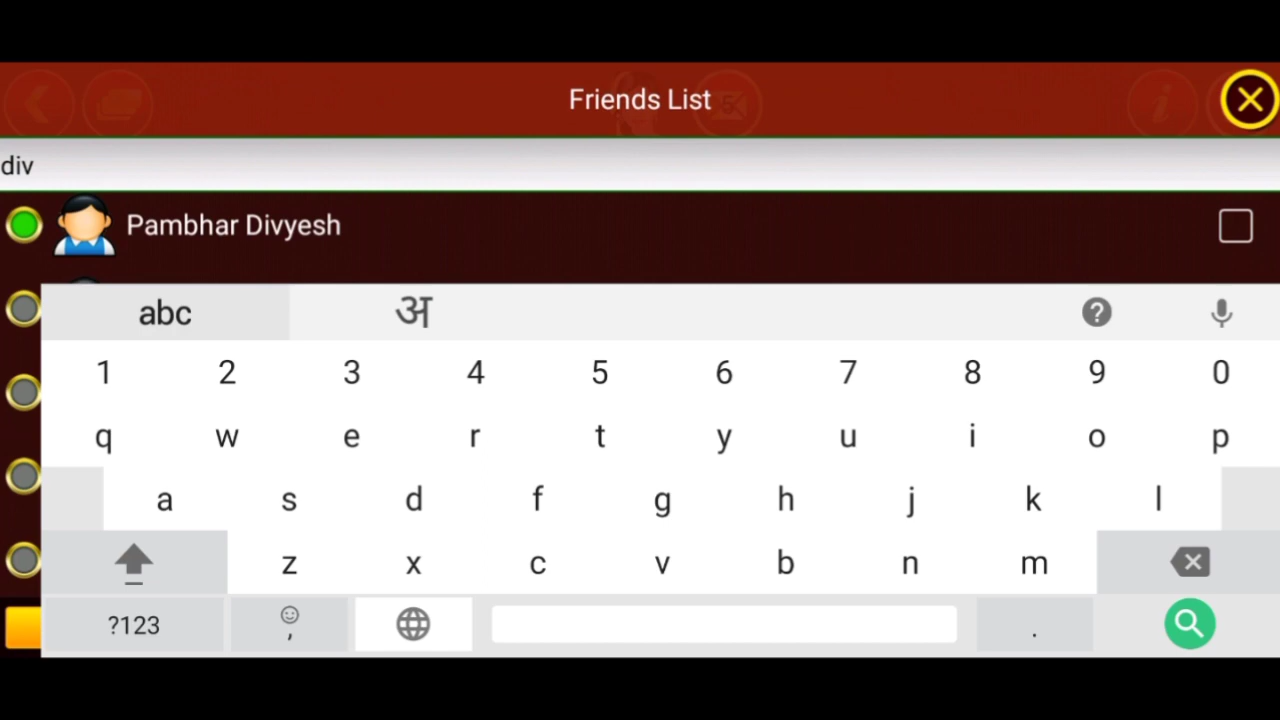 Friends List
div
Pambhar Divyesh
abc अ
1 2 3 4 5 6 7 8 9 0
q w e r t y u i o p
a s d f g h j k l
z x c v b n m
?123 , .